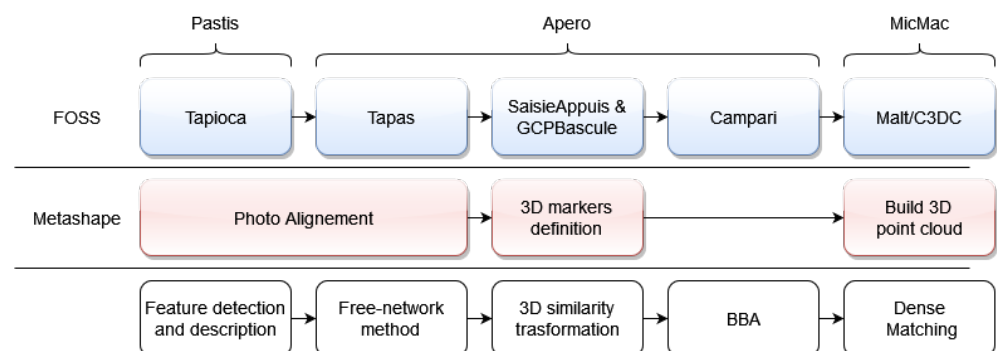 Pastis
Apero
MicMac
FOSS
Tapioca
Tapas
SaisieAppuis &
GCPBascule
Campari
Malt/C3DC
Metashape
Photo Alignement
3D markers
definition
Build 3D
point cloud
Feature detection
and description
Free-network
method
3D similarity
trasformation
BBA
Dense
Matching